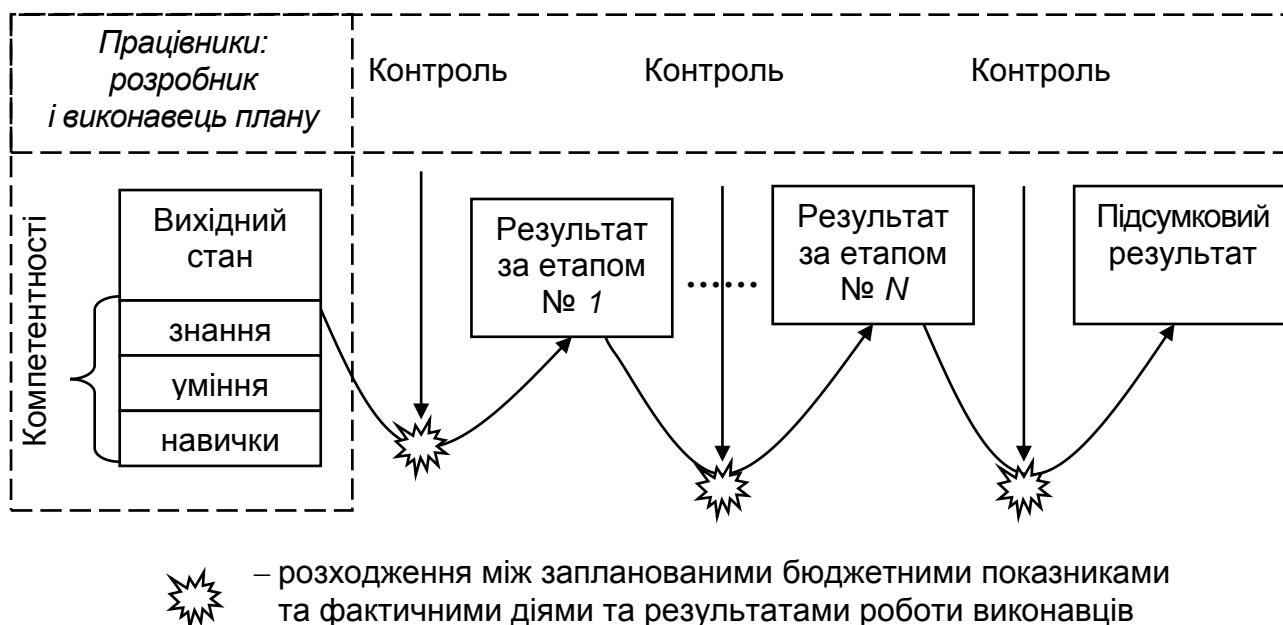 Працівники:
розробник
і виконавець плану
Контроль
Контроль
Контроль
Компетентності
Вихідний
стан
знання
уміння
навички
Результат
за етапом
№ 1
......
Результат
за етапом
№ N
Підсумковий
результат
– розходження між запланованими бюджетними показниками
та фактичними діями та результатами роботи виконавців